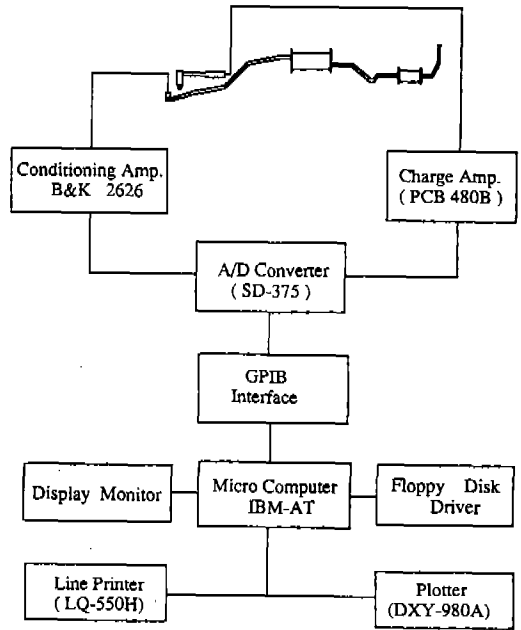 Conditioning Amp.
B&K 2626
Charge Amp.
( PCB 480B )
A/D Converter
( SD-375 )
GPIB
Interface
Display Monitor
Micro Computer
IBM-AT
Floppy Disk
Driver
Line Printer
( LQ-550H )
Plotter
(DXY-980A)